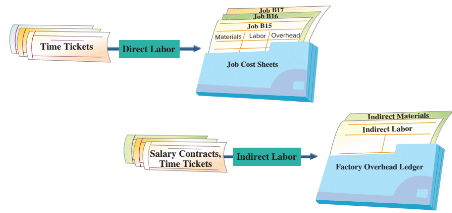 Job B17
Job B16
Job B15
Materials Labor Overhead
Time Tickets
Direct Labor
Job Cost Sheets
Indirect Materials
Indirect Labor
Salary Contracts,
Time Tickets
Indirect Labor
Factory Overhead Ledger